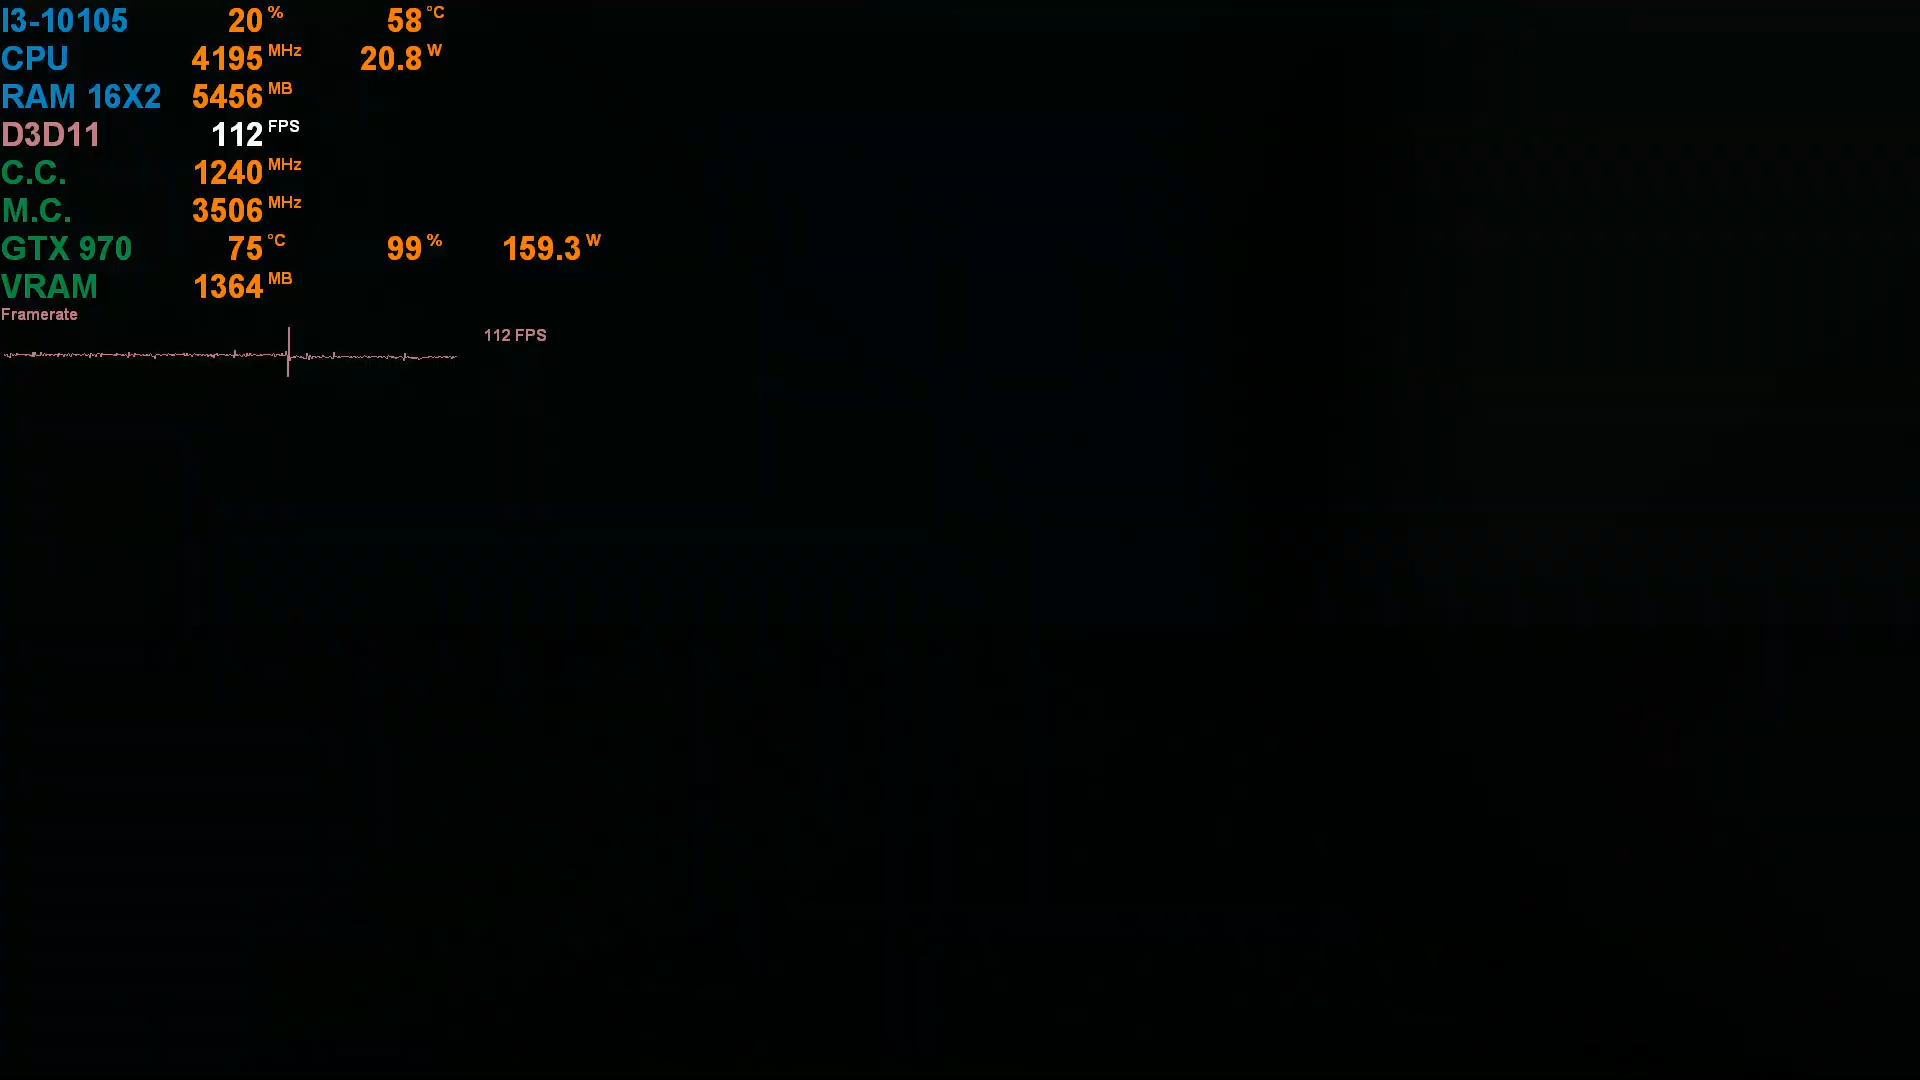 I3-10105 20 % 58 °C
CPU 4195 MHz 20.8 W
RAM 16X2 5456 MB
D3D11 112 FPS
C.C. 1240 MHz
M.C. 3506 MHz
GTX 970 75 °C 99 % 159.3 W
VRAM 1364 MB
Framerate
112 FPS